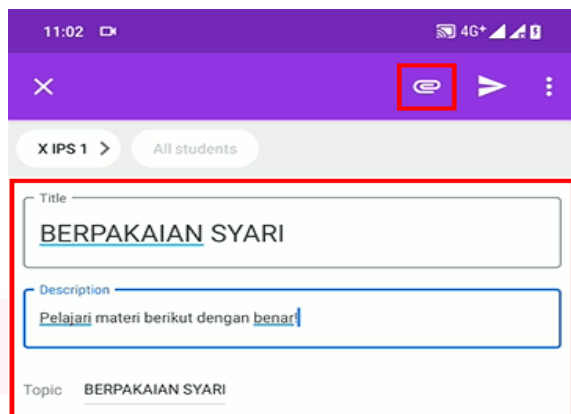 11:02 4G+
X IPS 1 > All students
Title
BERPAKAIAN SYARI
Description
Pelajari materi berikut dengan benar!
Topic BERPAKAIAN SYARI